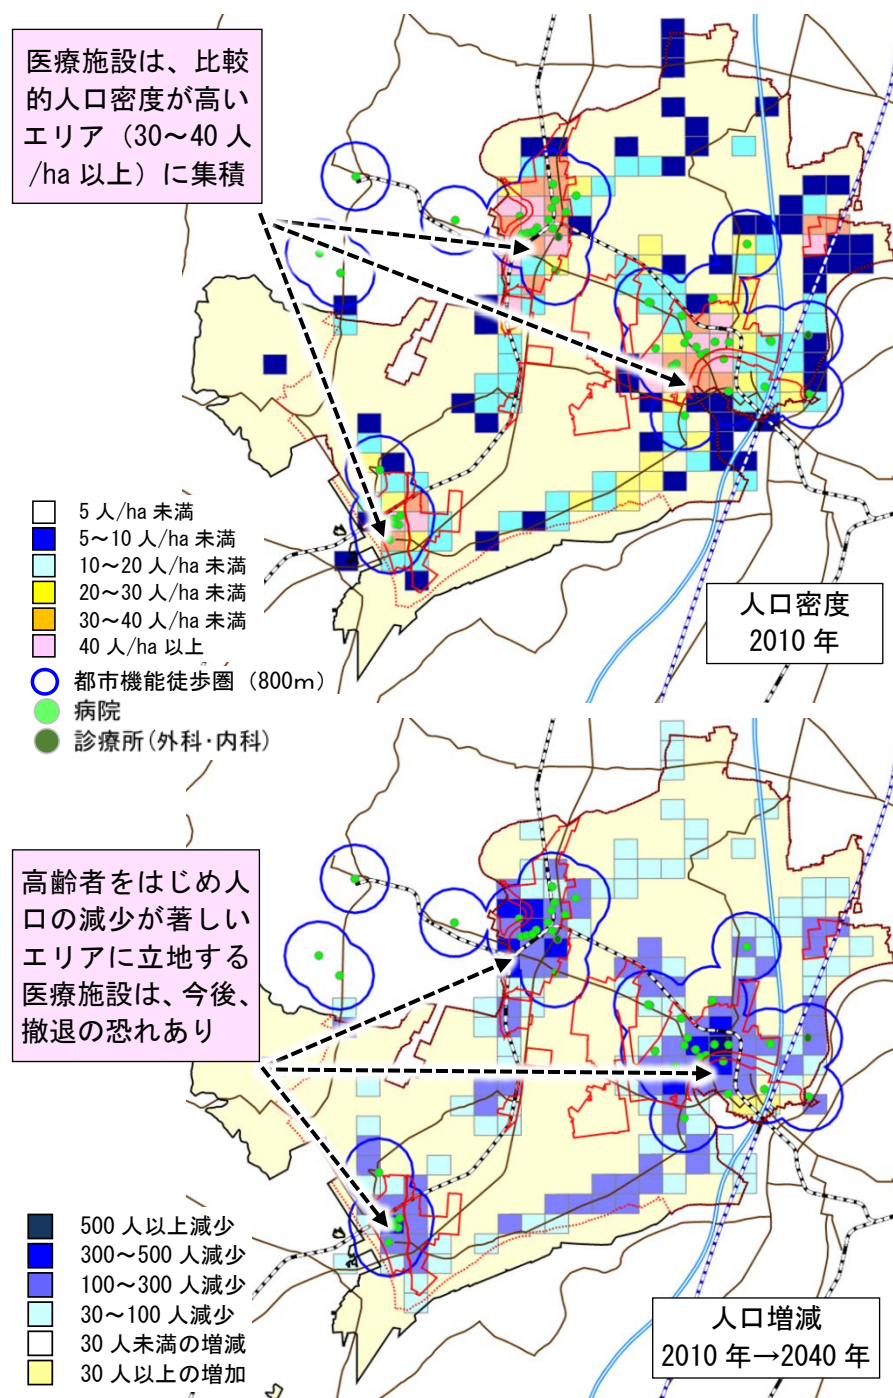 医療施設は、比較
的人口密度が高い
エリア（30～40 人
/ha 以上）に集積
5 人/ha 未満
5～10 人/ha 未満
10～20 人/ha 未満
20～30 人/ha 未満
30～40 人/ha 未満
40 人/ha 以上
都市機能徒歩圏（800ｍ）
病院
診療所(外科・内科)
人口密度
2010 年
高齢者をはじめ人
口の減少が著しい
エリアに立地する
医療施設は、今後、
撤退の恐れあり
500 人以上減少
300～500 人減少
100～300 人減少
30～100 人減少
30 人未満の増減
30 人以上の増加
人口増減
2010 年→2040 年